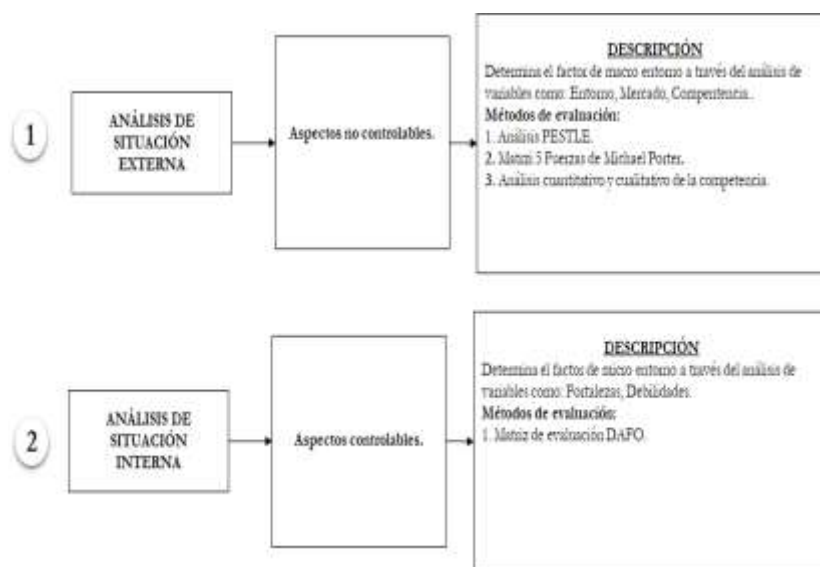 1
ANÁLISIS DE
SITUACIÓN
EXTERNA
Aspectos no controlables.
DESCRIPCIÓN
Determina el factor de macro entorno a través del análisis de
variables como: Entorno, Mercado, Compentencia..
Métodos de evaluación:
1. Análisis PESTLE.
2. Matriz 5 Fuerzas de Michael Porter.
3. Análisis cuantitativo y cualitativo de la competencia.
2
ANÁLISIS DE
SITUACIÓN
INTERNA
Aspectos controlables.
DESCRIPCIÓN
Determina el factos de micro entorno a través del análisis de
variables como: Fortalezas, Debilidades.
Métodos de evaluación:
1. Matriz de evaluación DAFO.